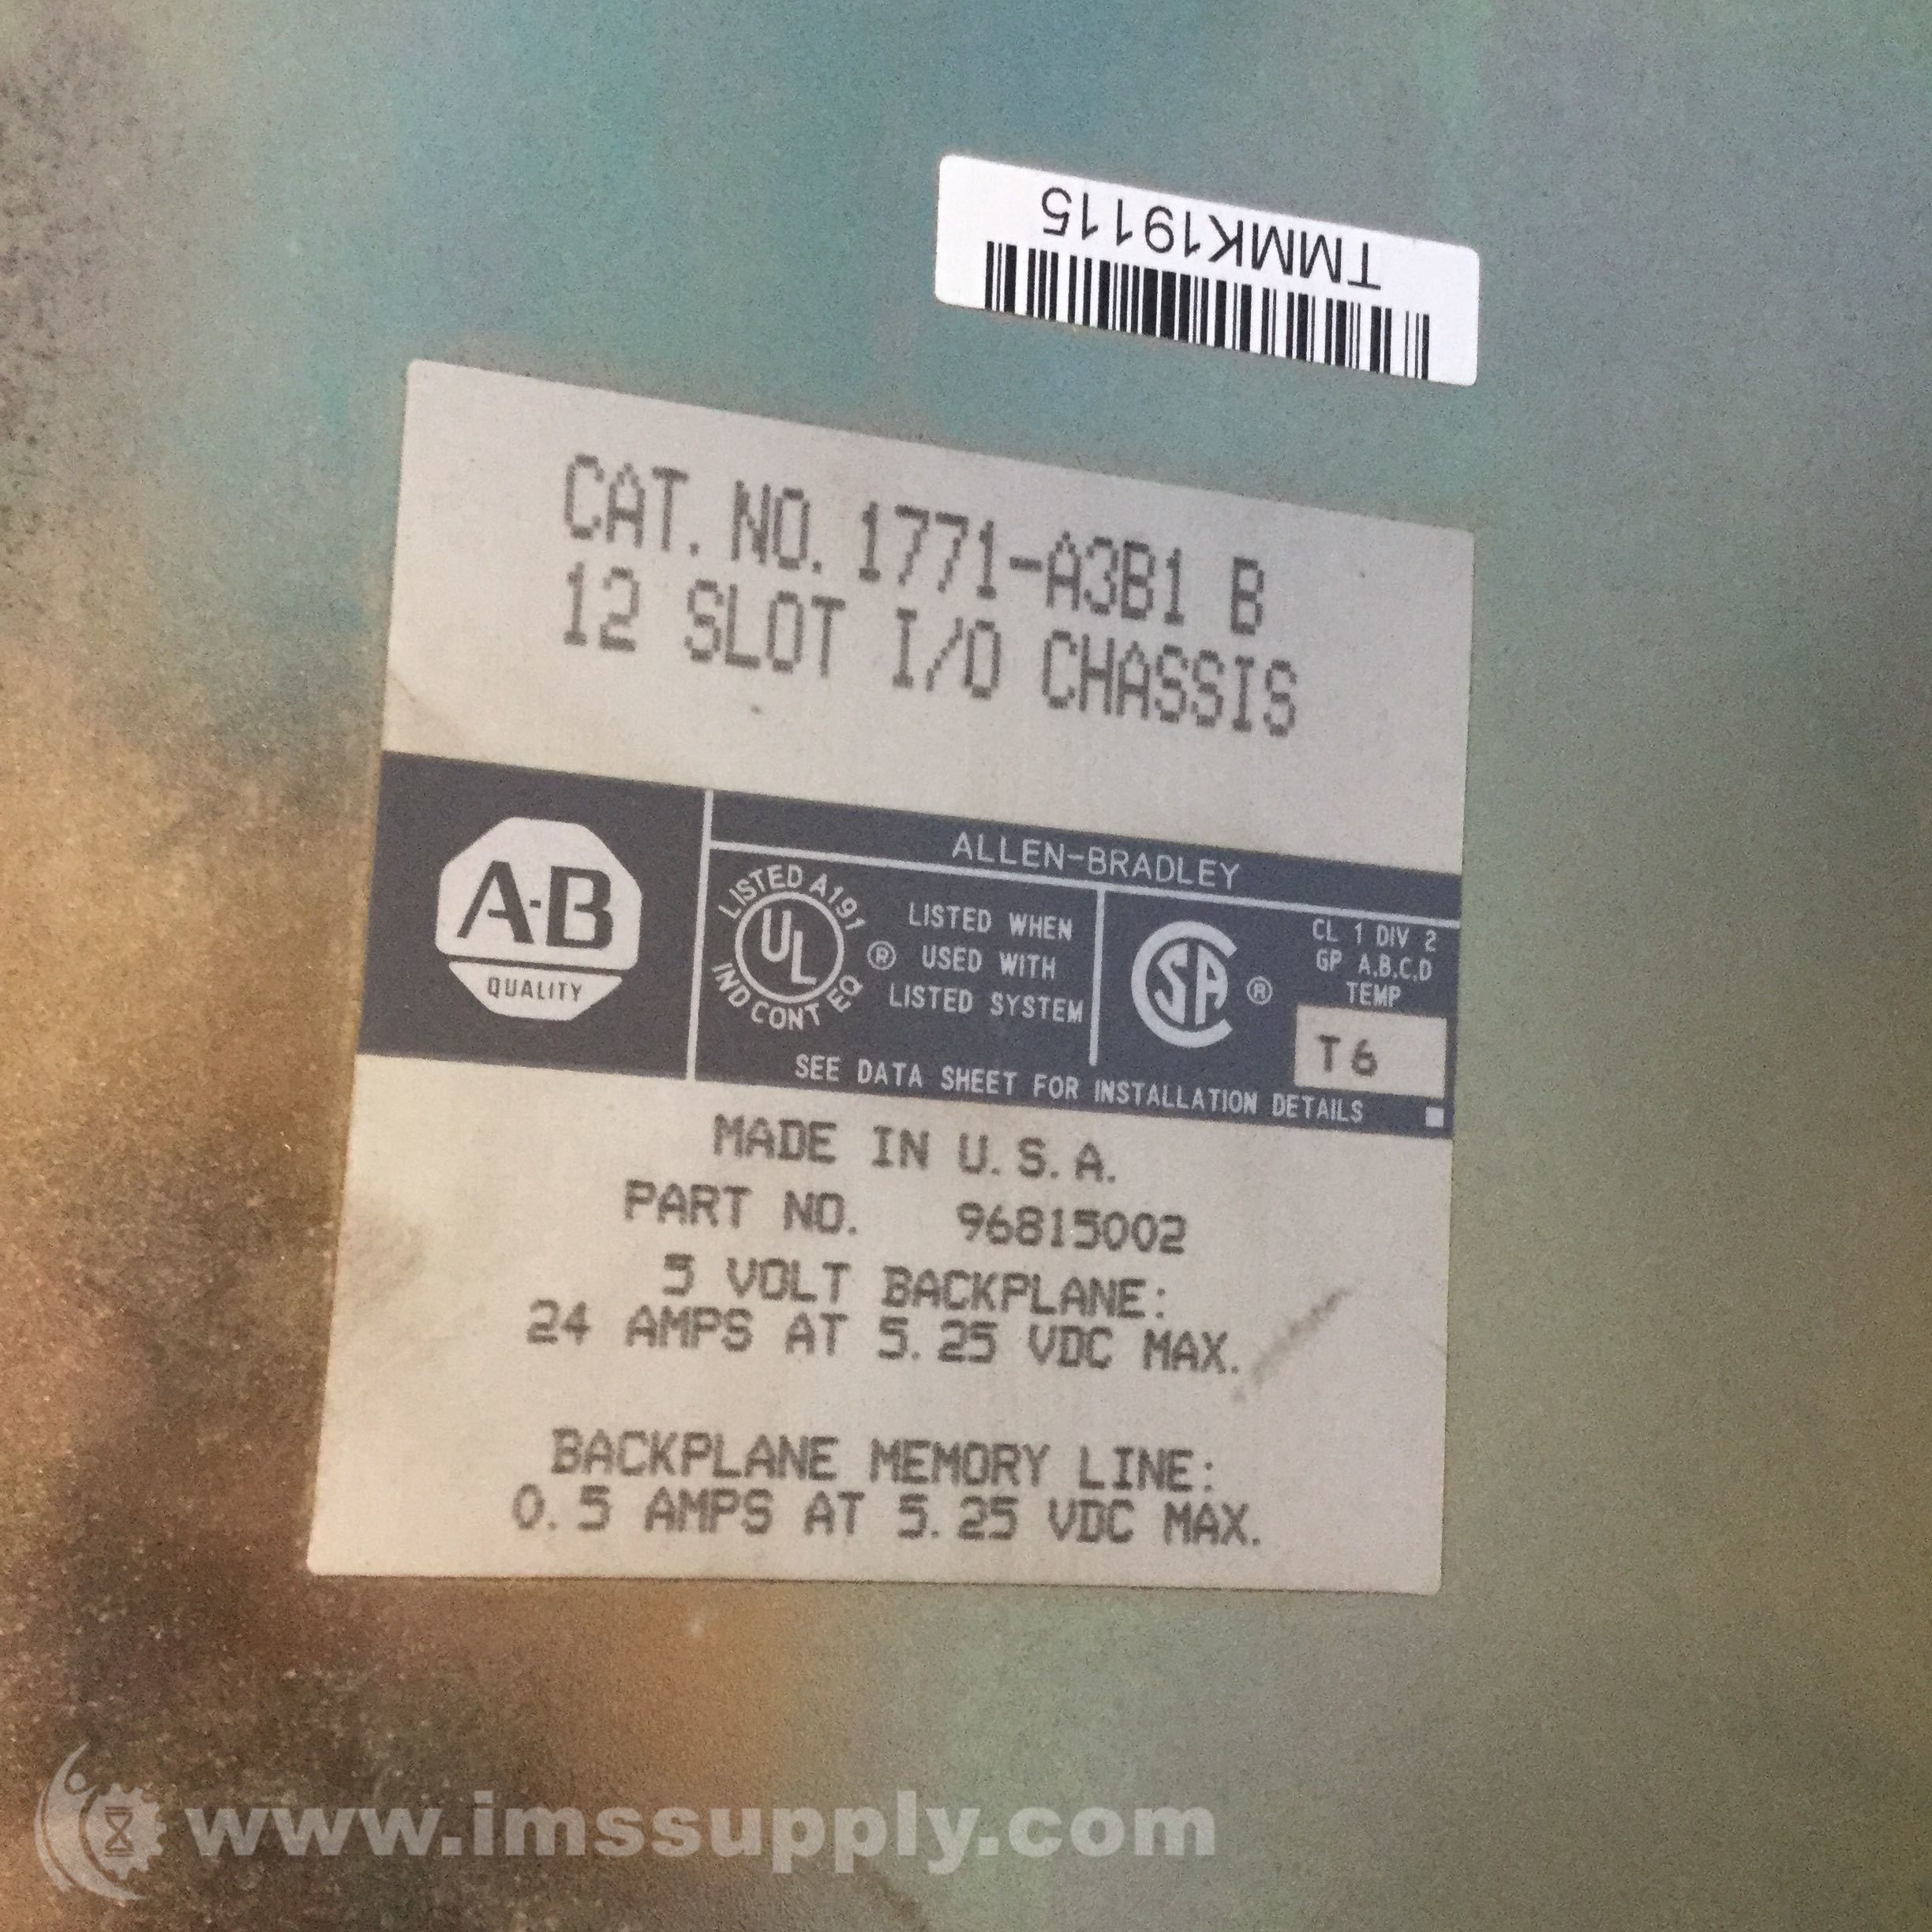 TMMK19115
CAT. NO. 1771-A3B1 B
12 SLOT I/O CHASSIS
A-B
QUALITY
ALLEN-BRADLEY
LISTED A191
UL
IND CONT EQ
®
LISTED WHEN
USED WITH
LISTED SYSTEM
SA
®
CL 1 DIV 2
GP A,B,C,D
TEMP
T6
SEE DATA SHEET FOR INSTALLATION DETAILS
MADE IN U.S.A.
PART NO. 96815002
5 VOLT BACKPLANE:
24 AMPS AT 5.25 VDC MAX.
BACKPLANE MEMORY LINE:
0.5 AMPS AT 5.25 VDC MAX.
www.imssupply.com